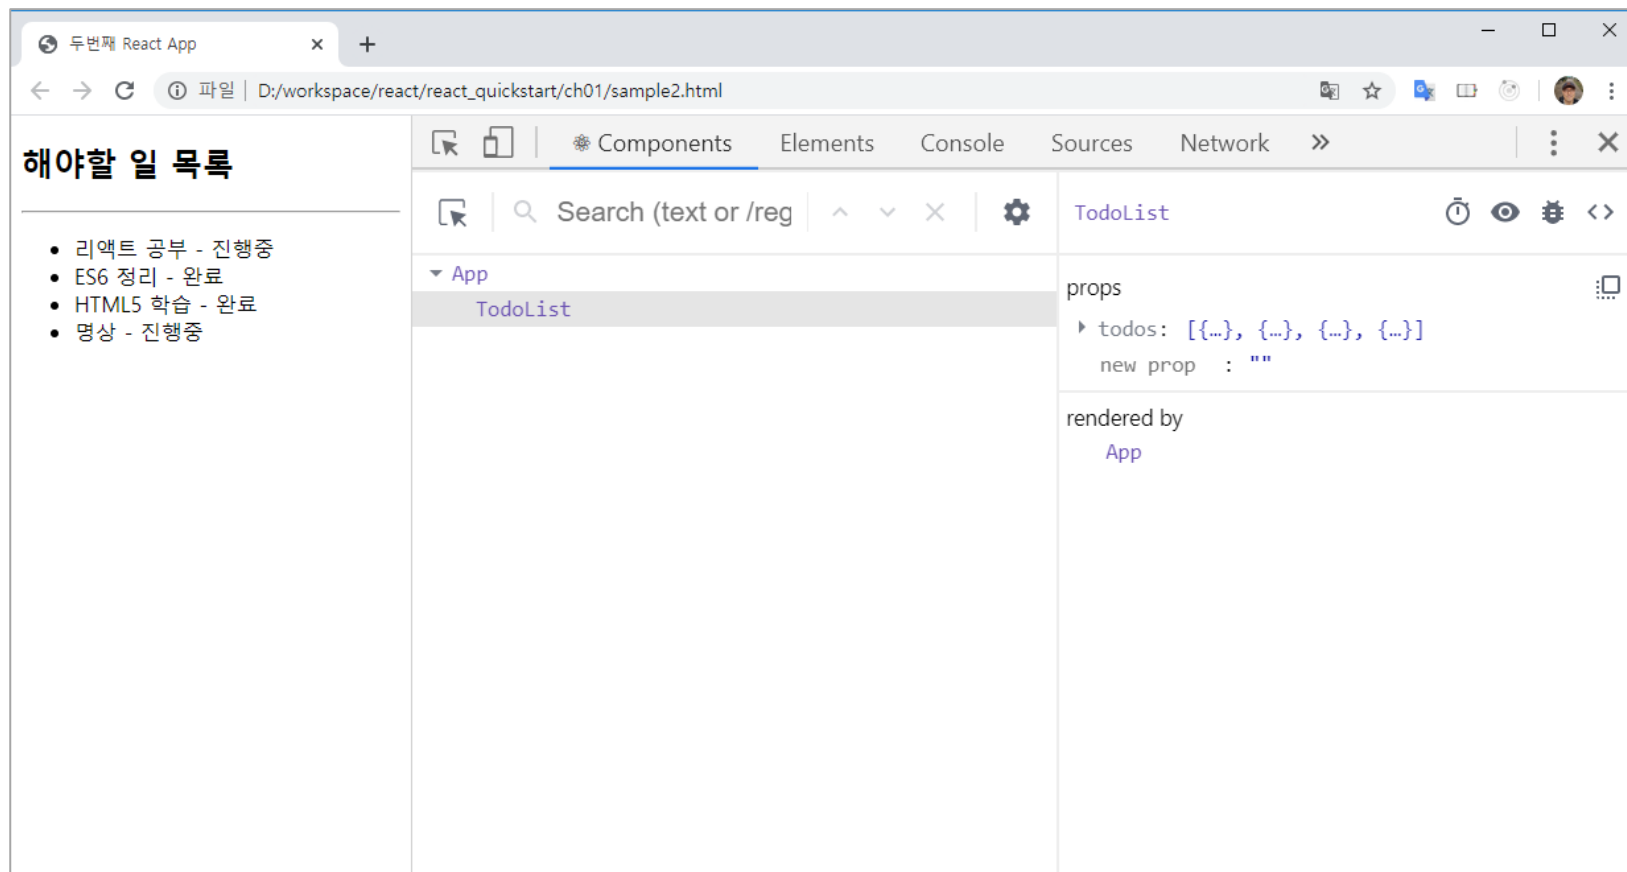 두번째 React App
파일 D:/workspace/react/react_quickstart/ch01/sample2.html
해야할 일 목록
리액트 공부 - 진행중
ES6 정리 - 완료
HTML5 학습 - 완료
명상 - 진행중
Components Elements Console Sources Network
Search (text or /reg
App
TodoList
TodoList
props
todos: [{…}, {…}, {…}, {…}]
new prop : ""
rendered by
App